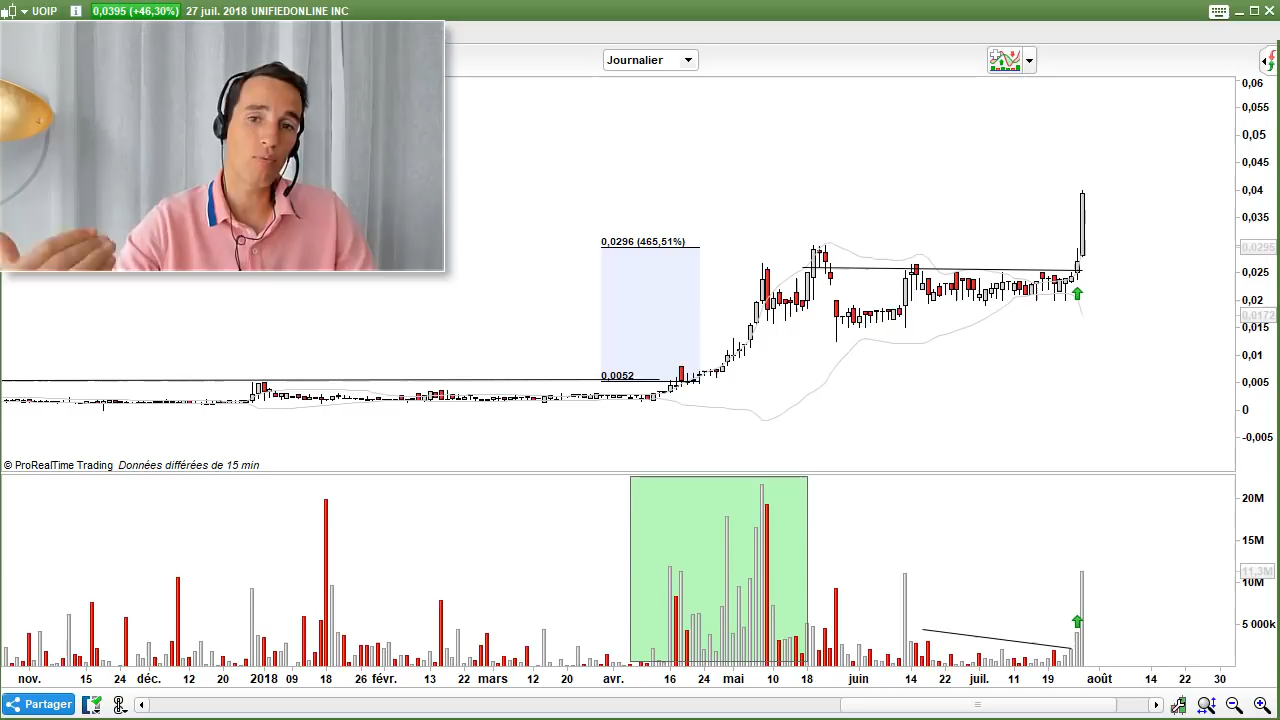 UOIP 0,0395 (+46,30%) 27 juil. 2018 UNIFIEDONLINE INC
Journalier
0,06
0,055
0,05
0,045
0,04
0,035
0,0296 (465,51%)
0,0295
0,025
0,02
0,0172
0,015
0,01
0,0052
0,005
0
-0,005
© ProRealTime Trading Données différées de 15 min
20M
15M
11,3M
10M
5 000k
nov. 15 24 déc. 12 20 2018 09 18 26 févr. 13 22 mars 12 20 avr. 16 24 mai 10 18 juin 14 22 juil. 11 19 août 14 22 30
Partager